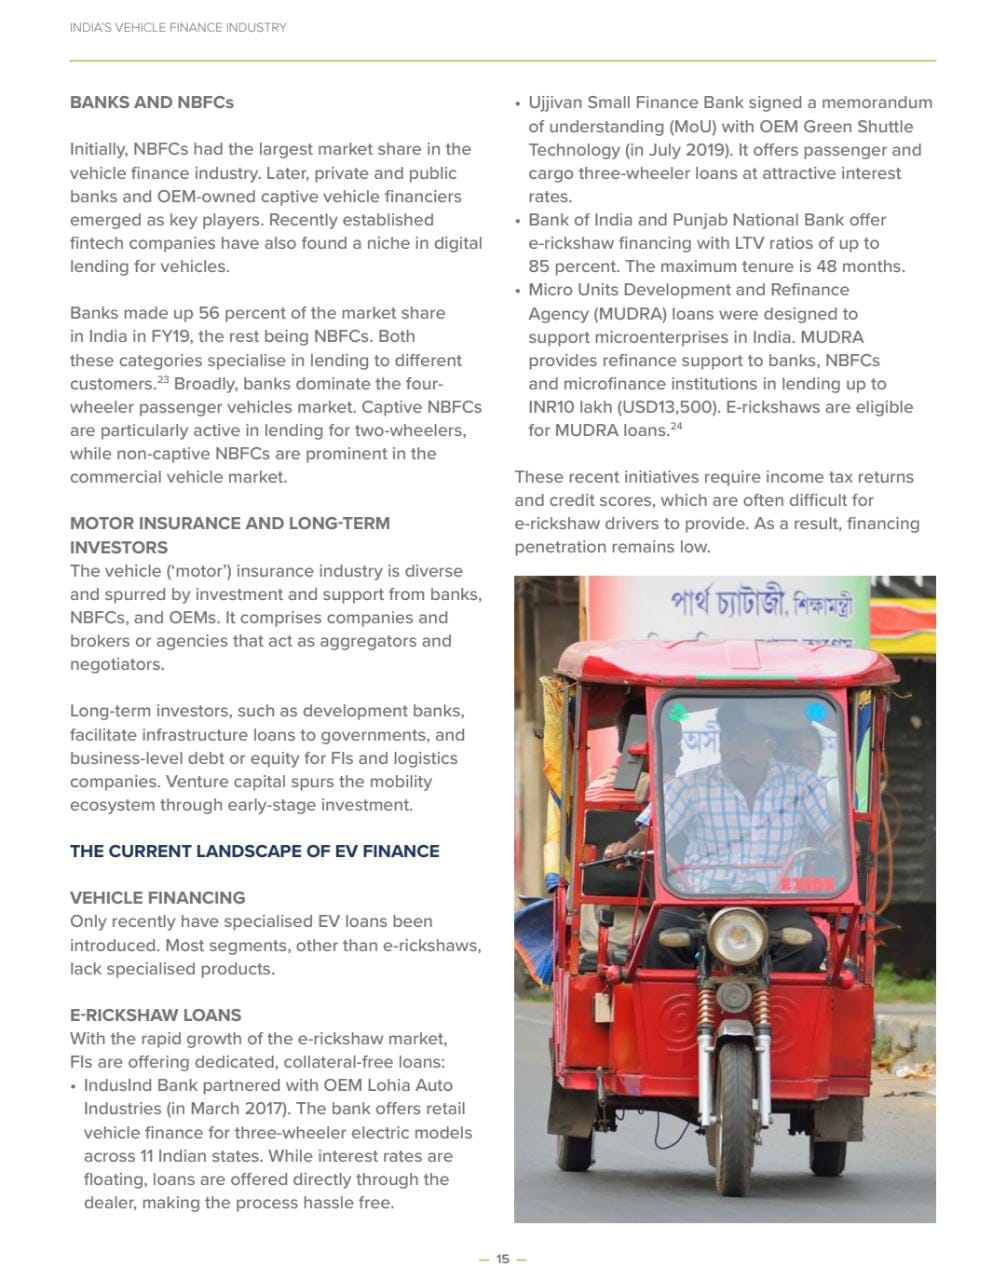 INDIA'S VEHICLE FINANCE INDUSTRY
BANKS AND NBFCs
Initially, NBFCs had the largest market share in the
vehicle finance industry. Later, private and public
banks and OEM-owned captive vehicle financiers
emerged as key players. Recently established
fintech companies have also found a niche in digital
lending for vehicles.
Banks made up 56 percent of the market share
in India in FY19, the rest being NBFCs. Both
these categories specialise in lending to different
customers.23 Broadly, banks dominate the four-
wheeler passenger vehicles market. Captive NBFCs
are particularly active in lending for two-wheelers,
while non-captive NBFCs are prominent in the
commercial vehicle market.
MOTOR INSURANCE AND LONG-TERM
INVESTORS
The vehicle ('motor') insurance industry is diverse
and spurred by investment and support from banks,
NBFCs, and OEMs. It comprises companies and
brokers or agencies that act as aggregators and
negotiators.
Long-term investors, such as development banks,
facilitate infrastructure loans to governments, and
business-level debt or equity for FIs and logistics
companies. Venture capital spurs the mobility
ecosystem through early-stage investment.
THE CURRENT LANDSCAPE OF EV FINANCE
VEHICLE FINANCING
Only recently have specialised EV loans been
introduced. Most segments, other than e-rickshaws,
lack specialised products.
E-RICKSHAW LOANS
With the rapid growth of the e-rickshaw market,
FIs are offering dedicated, collateral-free loans:
• IndusInd Bank partnered with OEM Lohia Auto
Industries (in March 2017). The bank offers retail
vehicle finance for three-wheeler electric models
across 11 Indian states. While interest rates are
floating, loans are offered directly through the
dealer, making the process hassle free.
• Ujjivan Small Finance Bank signed a memorandum
of understanding (MoU) with OEM Green Shuttle
Technology (in July 2019). It offers passenger and
cargo three-wheeler loans at attractive interest
rates.
• Bank of India and Punjab National Bank offer
e-rickshaw financing with LTV ratios of up to
85 percent. The maximum tenure is 48 months.
• Micro Units Development and Refinance
Agency (MUDRA) loans were designed to
support microenterprises in India. MUDRA
provides refinance support to banks, NBFCs
and microfinance institutions in lending up to
INR10 lakh (USD13,500). E-rickshaws are eligible
for MUDRA loans.24
These recent initiatives require income tax returns
and credit scores, which are often difficult for
e-rickshaw drivers to provide. As a result, financing
penetration remains low.
পার্থ চ্যাটার্জী, শিক্ষামন্ত্রী
EXIDE
— 15 —